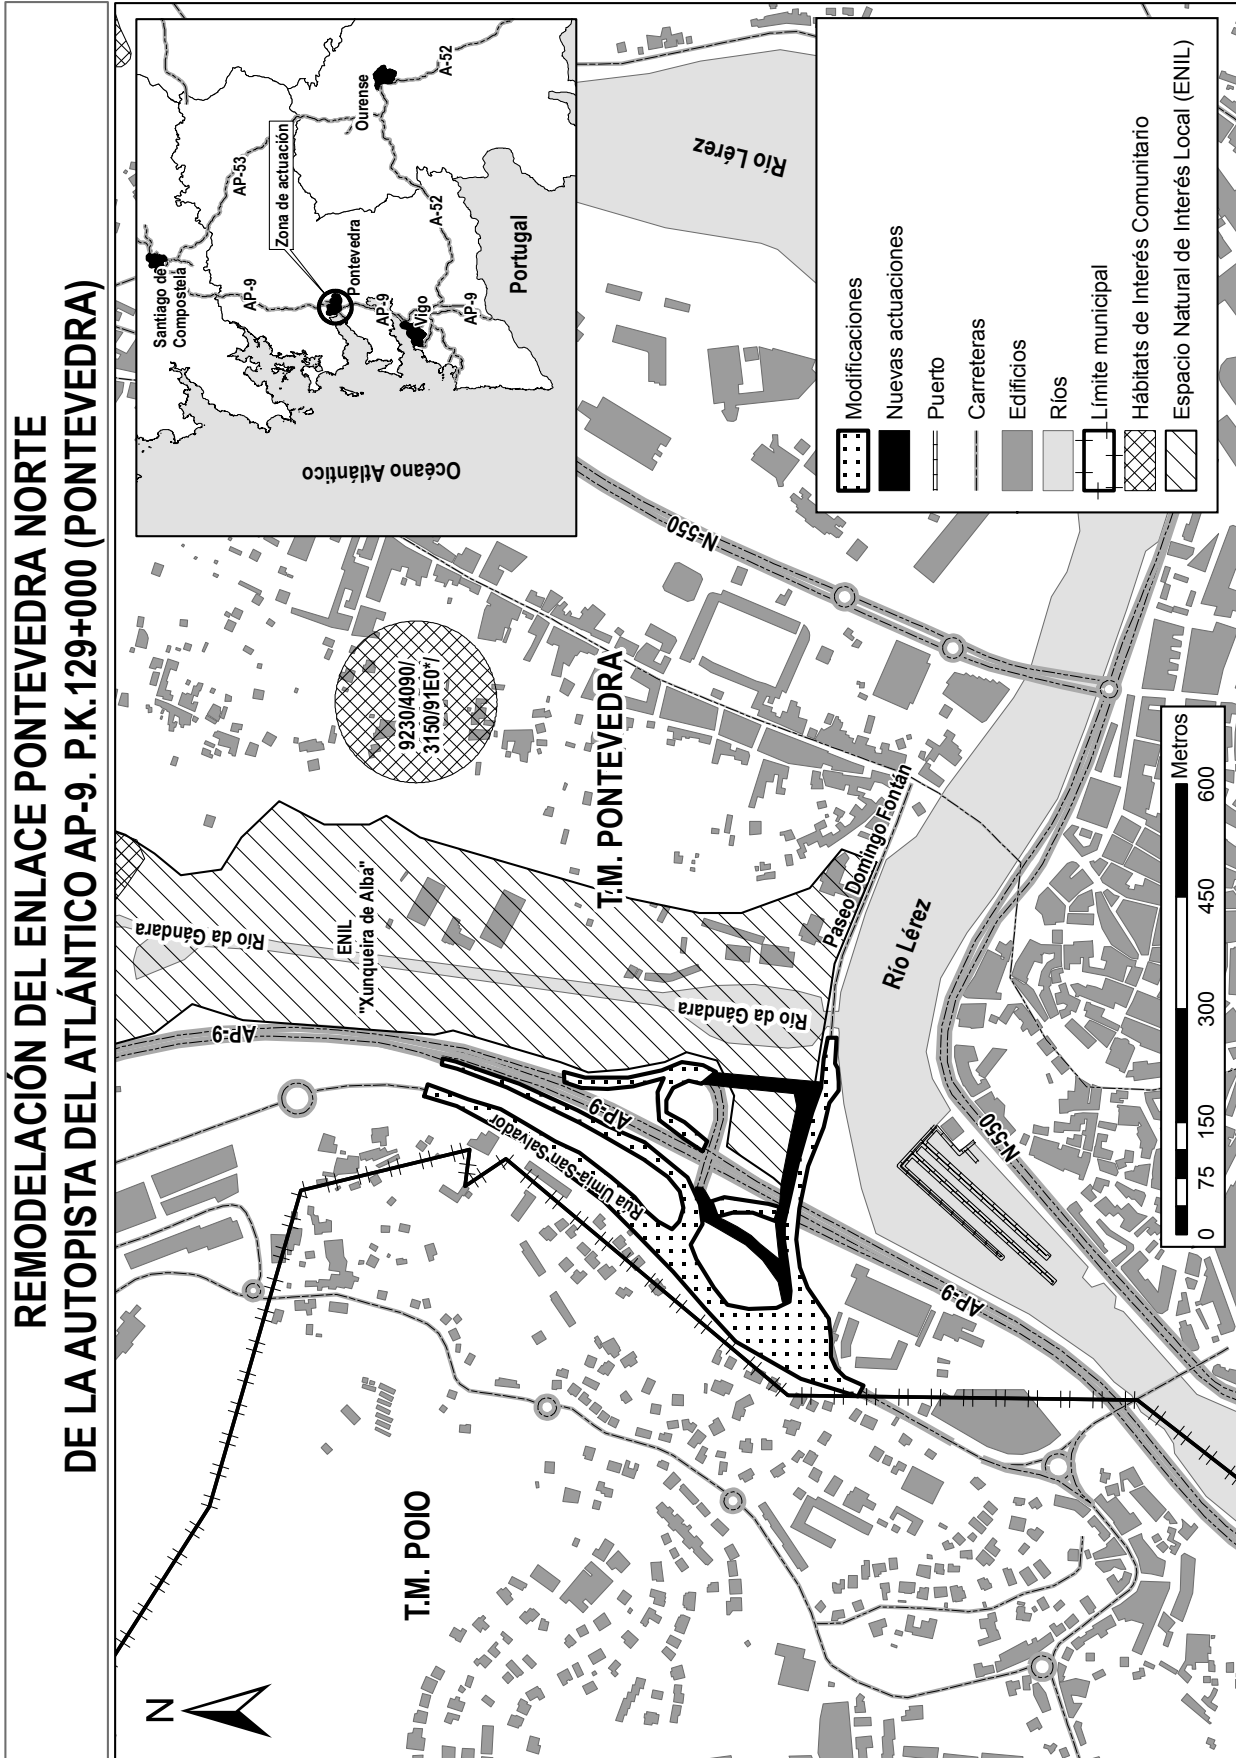 REMODELACIÓN DEL ENLACE PONTEVEDRA NORTE
DE LA AUTOPISTA DEL ATLÁNTICO AP-9. P.K.129+000 (PONTEVEDRA)
N
T.M. POIO
T.M. PONTEVEDRA
AP-9
AP-9
AP-9
Rúa Umia-San Salvador
Río da Gándara
Río da Gándara
ENIL
"Xunqueira de Alba"
9230/4090/
3150/91E0*/
Paseo Domingo Fontán
Río Lérez
Río Lérez
N-550
N-550
Santiago de
Compostela
AP-53
AP-9
Zona de actuación
Pontevedra
AP-9
Vigo
AP-9
Ourense
A-52
A-52
Portugal
Océano Atlántico
Modificaciones
Nuevas actuaciones
Puerto
Carreteras
Edificios
Ríos
Límite municipal
Hábitats de Interés Comunitario
Espacio Natural de Interés Local (ENIL)
Metros
0 75 150 300 450 600